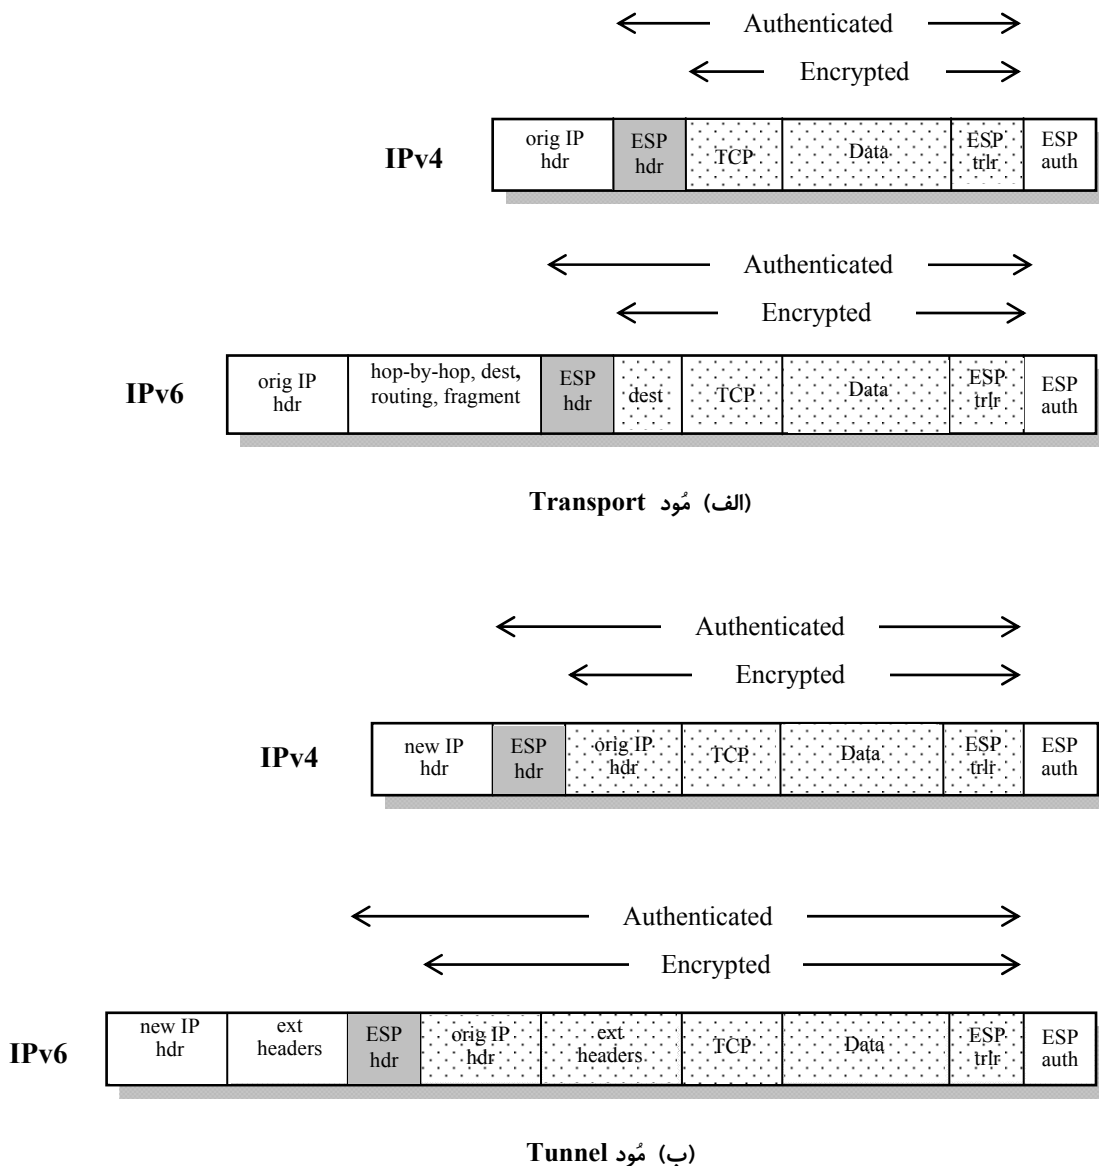 Authenticated
Encrypted
IPv4
orig IP
hdr
ESP
hdr
TCP
Data
ESP
trlr
ESP
auth
Authenticated
Encrypted
IPv6
orig IP
hdr
hop-by-hop, dest,
routing, fragment
ESP
hdr
dest
TCP
Data
ESP
trlr
ESP
auth
(الف) مُود Transport
Authenticated
Encrypted
IPv4
new IP
hdr
ESP
hdr
orig IP
hdr
TCP
Data
ESP
trlr
ESP
auth
Authenticated
Encrypted
IPv6
new IP
hdr
ext
headers
ESP
hdr
orig IP
hdr
ext
headers
TCP
Data
ESP
trlr
ESP
auth
(ب) مُود Tunnel